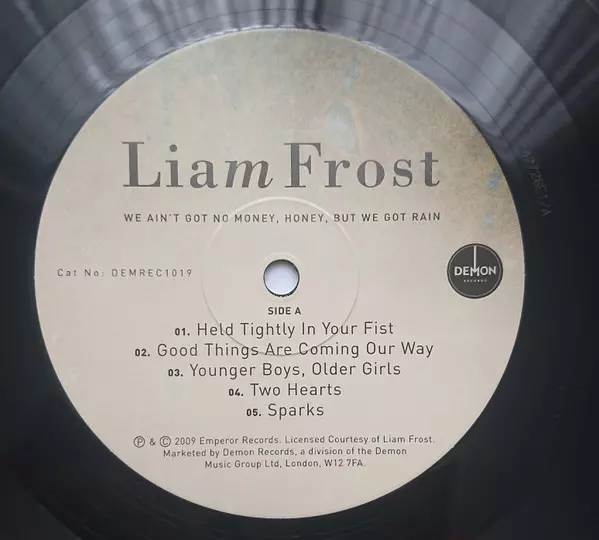 Liam Frost
WE AIN'T GOT NO MONEY, HONEY, BUT WE GOT RAIN
Cat No: DEMREC1019
DEMON
RECORDS
SIDE A
01. Held Tightly In Your Fist
02. Good Things Are Coming Our Way
03. Younger Boys, Older Girls
04. Two Hearts
05. Sparks
Ⓟ & © 2009 Emperor Records. Licensed Courtesy of Liam Frost.
Marketed by Demon Records, a division of the Demon
Music Group Ltd, London, W12 7FA.